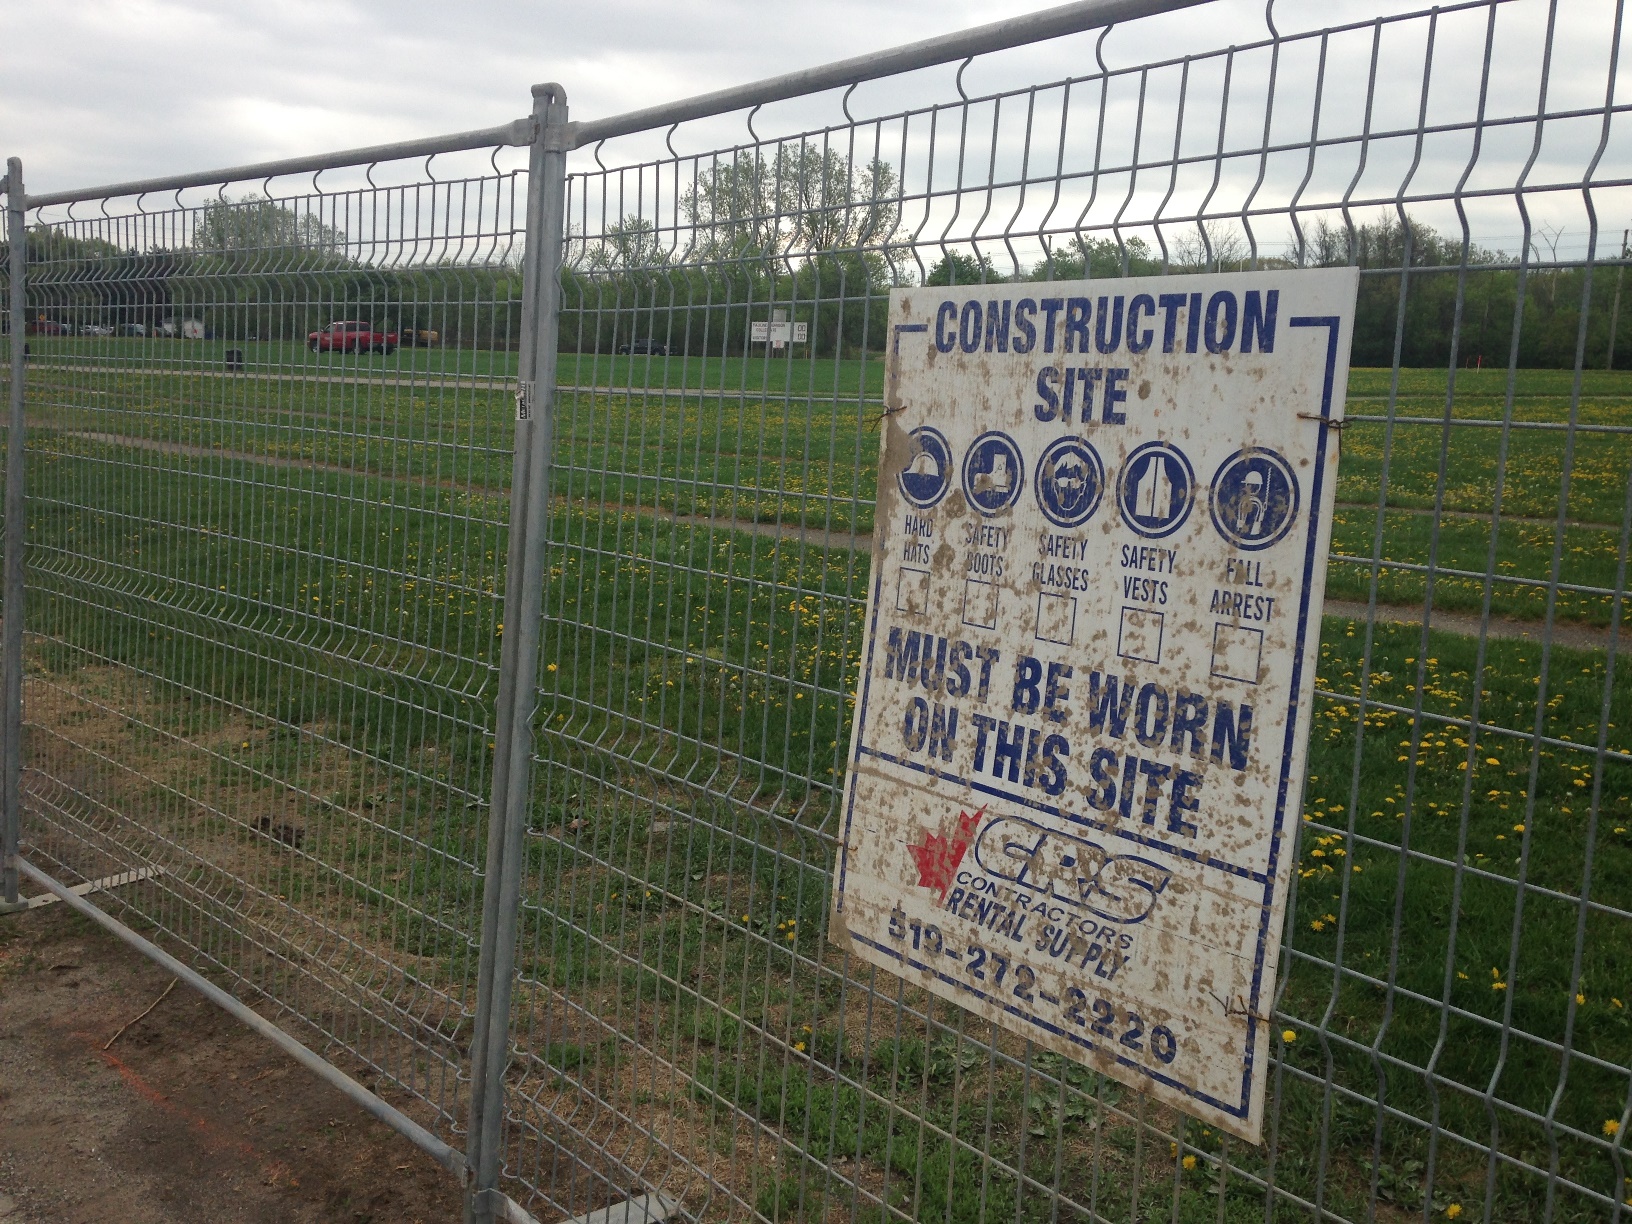 CONSTRUCTION
SITE
HARD
HATS
SAFETY
BOOTS
SAFETY
GLASSES
SAFETY
VESTS
FALL
ARREST
MUST BE WORN
ON THIS SITE
CRS
CONTRACTORS
RENTAL SUPPLY
519-272-2220